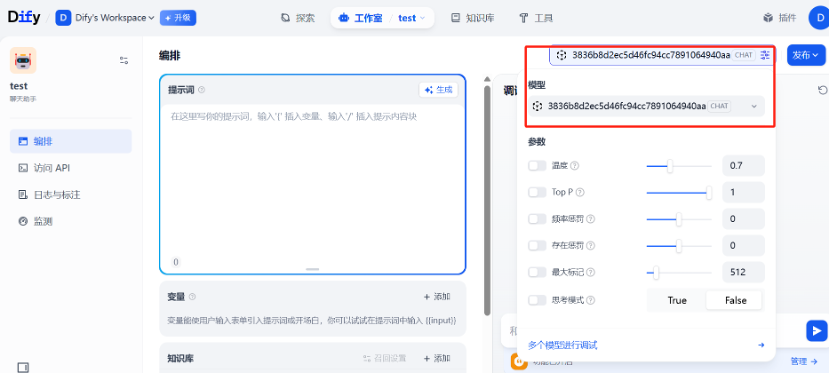 Dify / D Dify's Workspace 升级 探索 工作室 / test 知识库 工具 插件 D
test
聊天助手
编排
访问 API
日志与标注
监测
编排
3836b8d2ec5d46fc94cc7891064940aa CHAT
发布
提示词
生成
在这里写你的提示词，输入'{' 插入变量、输入'/' 插入提示内容块
0
变量
+ 添加
变量能使用户输入表单引入提示词或开场白，你可以试试在提示词中输入 {{input}}
知识库
召回设置
+ 添加
模型
3836b8d2ec5d46fc94cc7891064940aa CHAT
参数
温度 0.7
Top P 1
频率惩罚 0
存在惩罚 0
最大标记 512
思考模式 True False
多个模型进行调试
管理